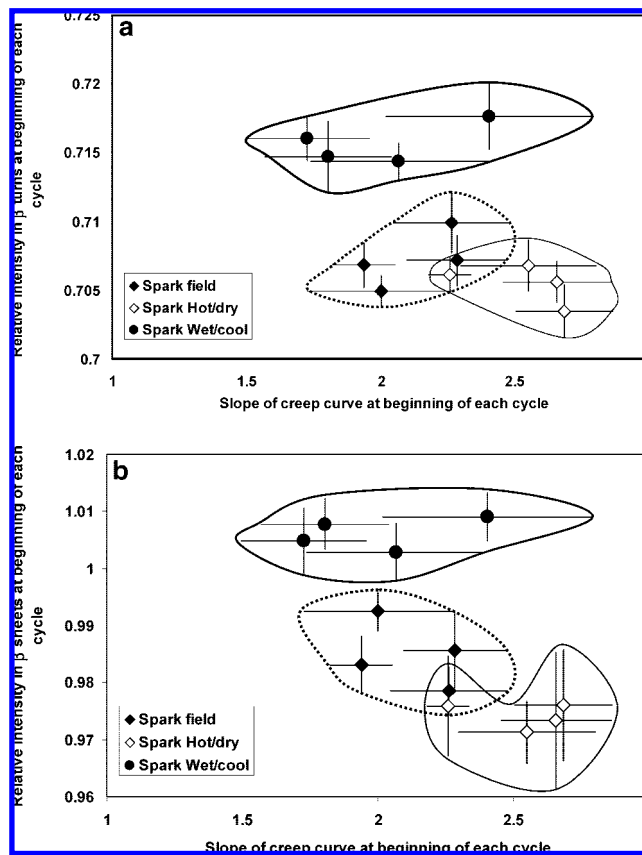 a
Relative intensity in β turns at beginning of each
cycle
0.725
0.72
0.715
0.71
0.705
0.7
Spark field
Spark Hot/dry
Spark Wet/cool
1
1.5
2
2.5
Slope of creep curve at beginning of each cycle
b
Relative intensity in β sheets at beginning of each
cycle
1.02
1.01
1
0.99
0.98
0.97
0.96
Spark field
Spark Hot/dry
Spark Wet/cool
1
1.5
2
2.5
Slope of creep curve at beginning of each cycle